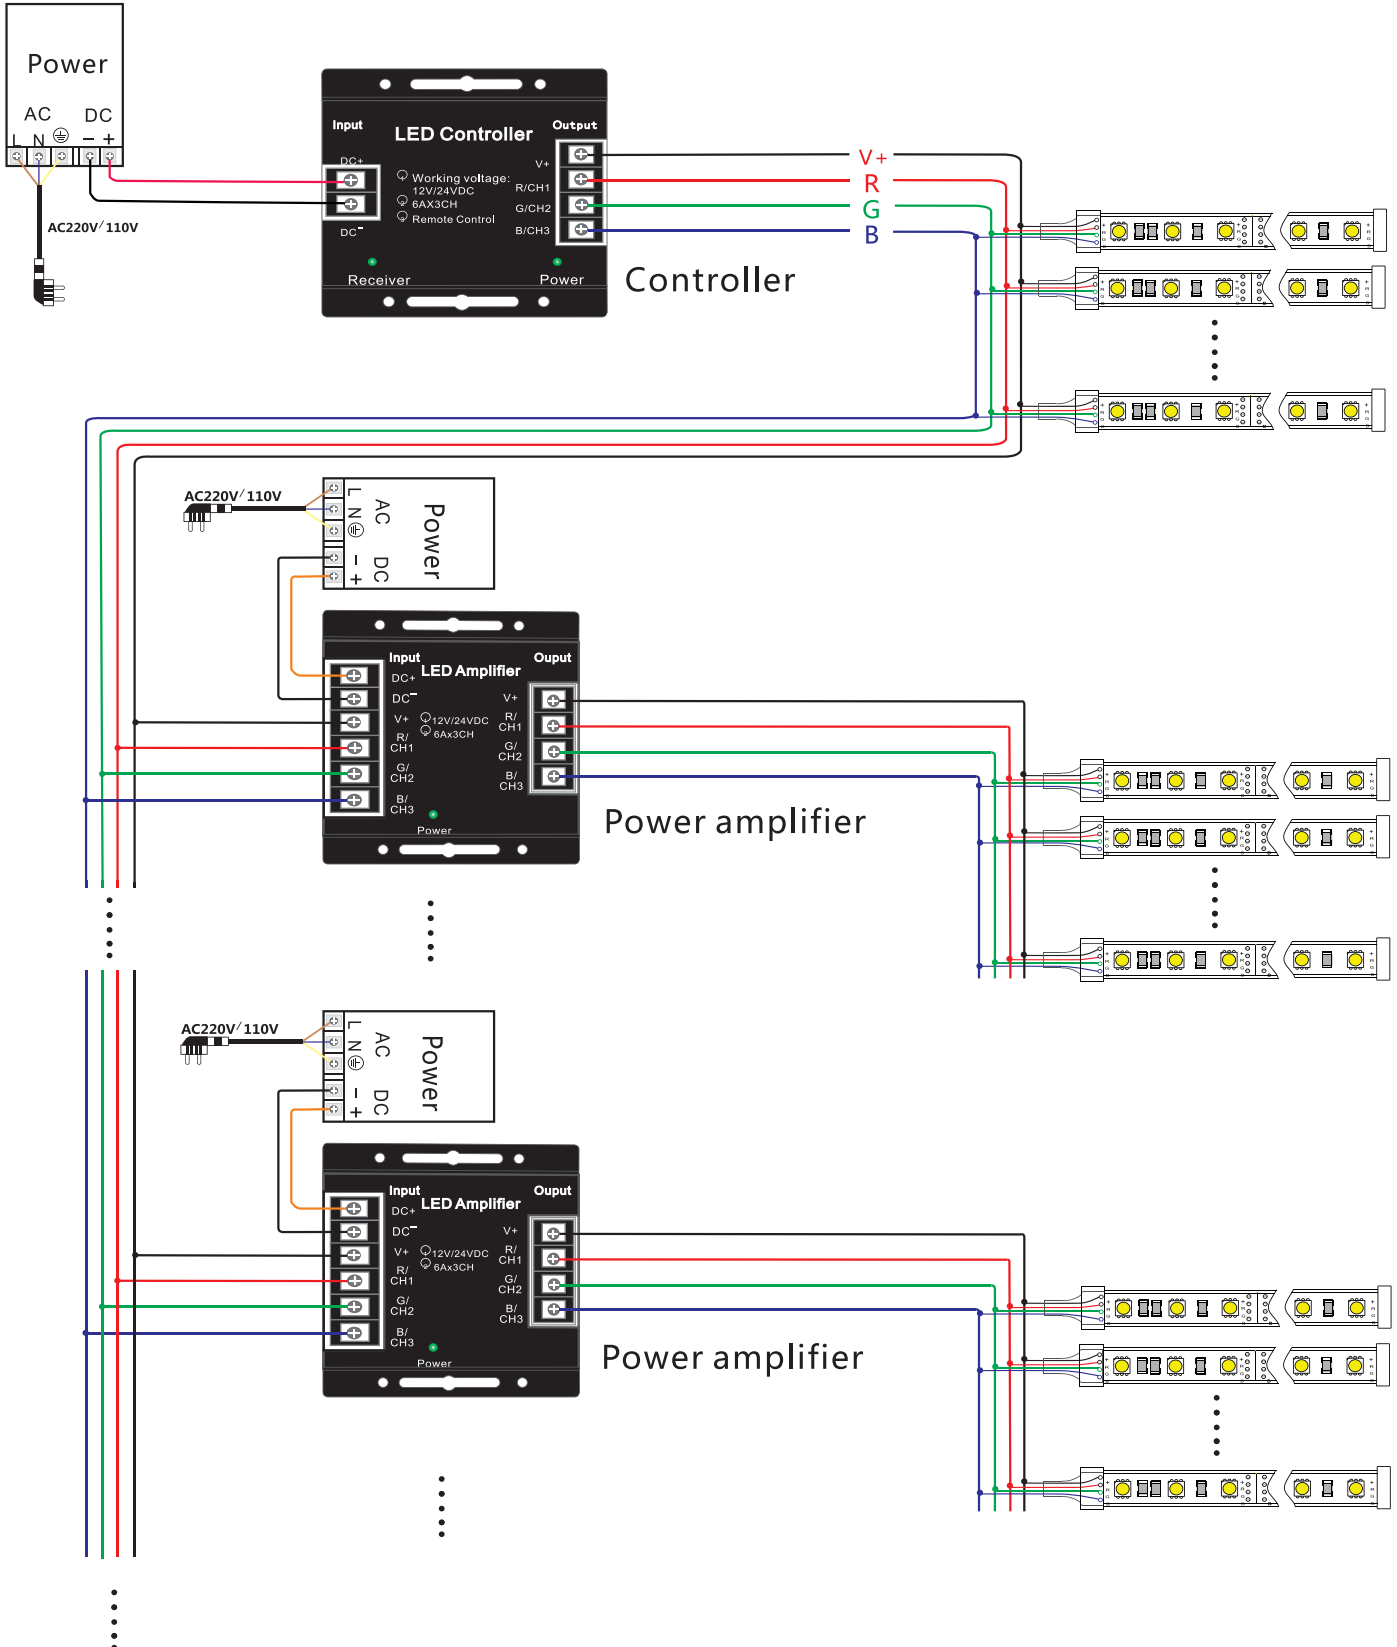 Power
AC DC
L N - +
AC220V/110V
Input
LED Controller
Output
DC+
DC-
Working voltage:
12V/24VDC
6AX3CH
Remote Control
V+
R/CH1
G/CH2
B/CH3
Receiver
Power
Controller
V+
R
G
B
AC220V/110V
L
N
AC
- +
DC
Power
Input
LED Amplifier
Ouput
DC+
DC-
V+
R/
CH1
G/
CH2
B/
CH3
12V/24VDC
6Ax3CH
V+
R/
CH1
G/
CH2
B/
CH3
Power
Power amplifier
AC220V/110V
L
N
AC
- +
DC
Power
Input
LED Amplifier
Ouput
DC+
DC-
V+
R/
CH1
G/
CH2
B/
CH3
12V/24VDC
6Ax3CH
V+
R/
CH1
G/
CH2
B/
CH3
Power
Power amplifier